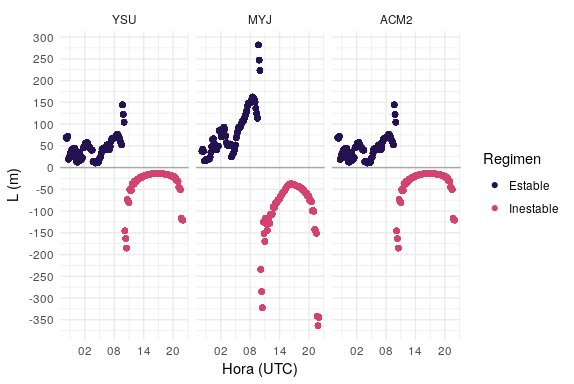 YSU MYJ ACM2
300
250
200
150
100
50
0
-50
-100
-150
-200
-250
-300
-350
L (m)
02 08 14 20 02 08 14 20 02 08 14 20
Hora (UTC)
Regimen
Estable
Inestable